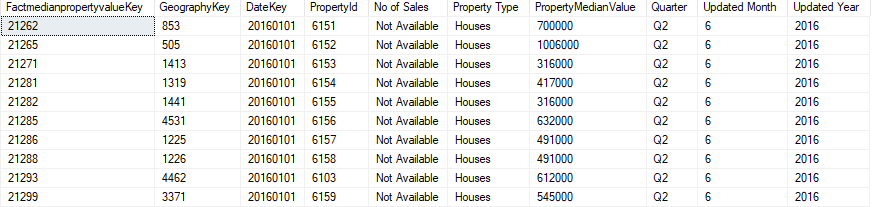 FactmedianpropertyvalueKey GeographyKey DateKey PropertyId No of Sales Property Type PropertyMedianValue Quarter Updated Month Updated Year
21262 853 20160101 6151 Not Available Houses 700000 Q2 6 2016
21265 505 20160101 6152 Not Available Houses 1006000 Q2 6 2016
21271 1413 20160101 6153 Not Available Houses 316000 Q2 6 2016
21281 1319 20160101 6154 Not Available Houses 417000 Q2 6 2016
21282 1441 20160101 6155 Not Available Houses 316000 Q2 6 2016
21285 4531 20160101 6156 Not Available Houses 632000 Q2 6 2016
21286 1225 20160101 6157 Not Available Houses 491000 Q2 6 2016
21288 1226 20160101 6158 Not Available Houses 491000 Q2 6 2016
21293 4462 20160101 6103 Not Available Houses 612000 Q2 6 2016
21299 3371 20160101 6159 Not Available Houses 545000 Q2 6 2016